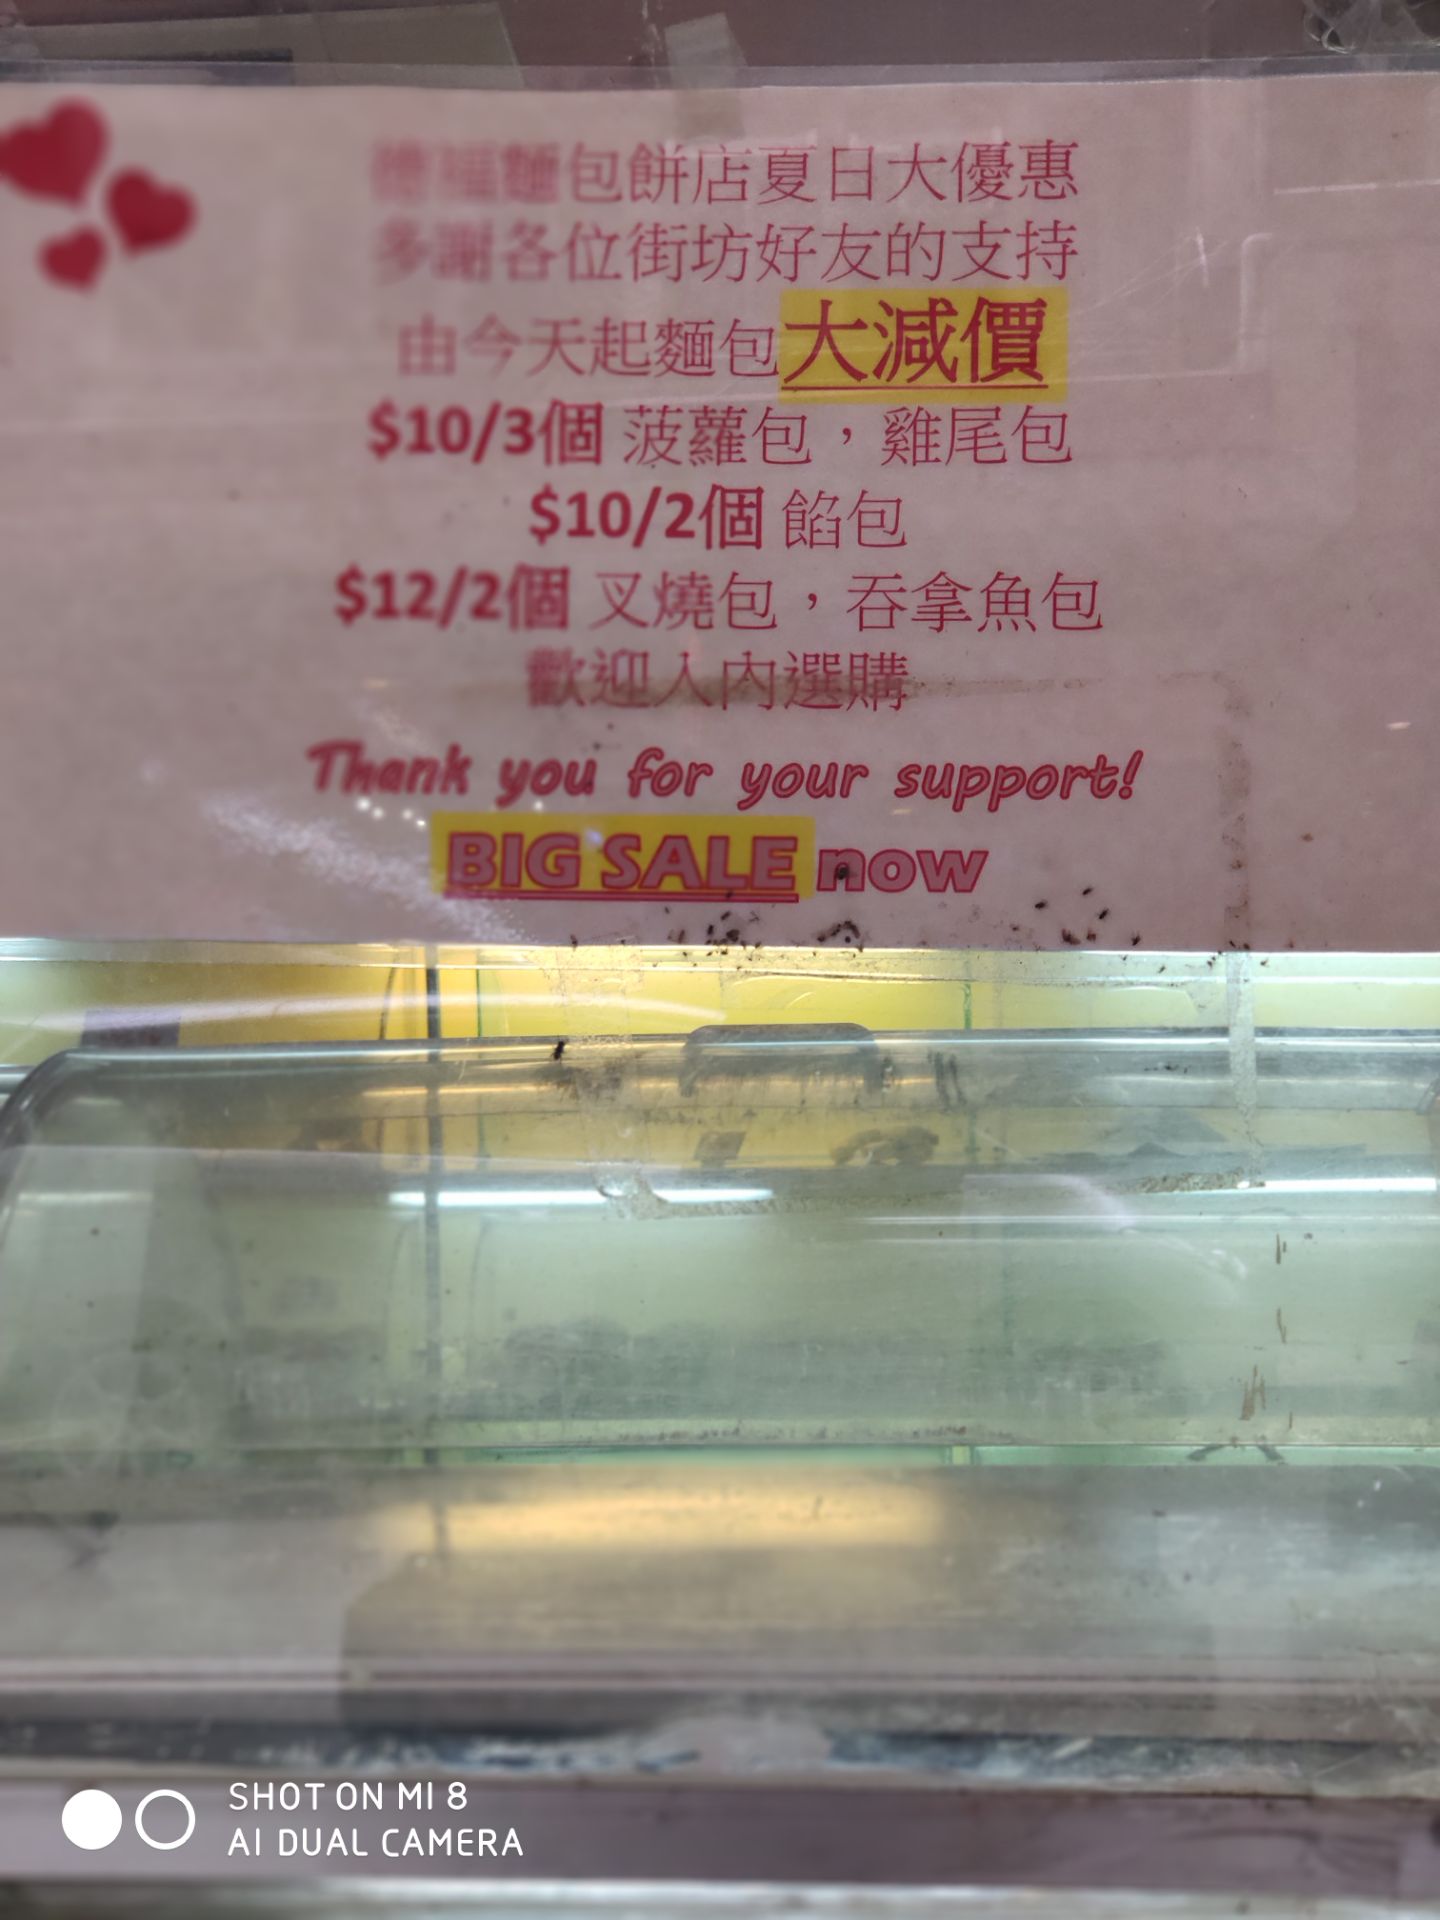 麵包餅店夏日大優惠
多謝各位街坊好友的支持
由今天起麵包大減價
$10/3個 菠蘿包，雞尾包
$10/2個 餡包
$12/2個 叉燒包，吞拿魚包
歡迎入內選購
Thank you for your support!
BIG SALE now
SHOT ON MI 8
AI DUAL CAMERA